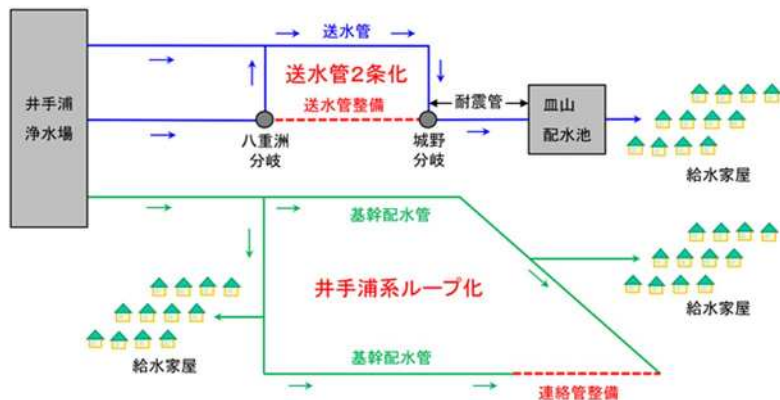 送水管
送水管2条化
送水管整備
井手浦
浄水場
八重洲
分岐
城野
分岐
耐震管
皿山
配水池
給水家屋
基幹配水管
井手浦系ループ化
給水家屋
給水家屋
基幹配水管
連絡管整備